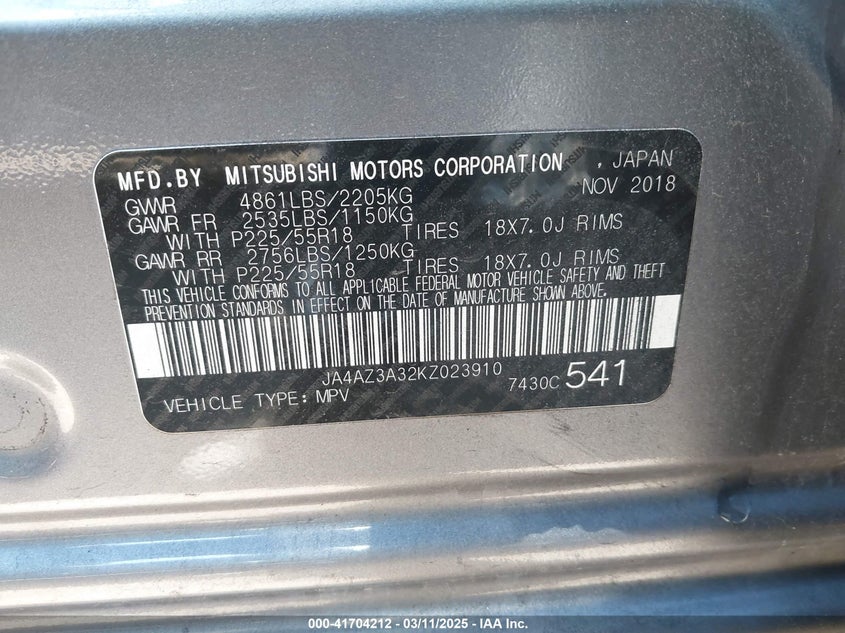 MFD.BY MITSUBISHI MOTORS CORPORATION , JAPAN
NOV 2018
GVWR 4861LBS/2205KG
GAWR FR 2535LBS/1150KG
WITH P225/55R18 TIRES 18X7.0J RIMS
GAWR RR 2756LBS/1250KG
WITH P225/55R18 TIRES 18X7.0J RIMS
THIS VEHICLE CONFORMS TO ALL APPLICABLE FEDERAL MOTOR VEHICLE SAFETY AND THEFT
PREVENTION STANDARDS IN EFFECT ON THE DATE OF MANUFACTURE SHOWN ABOVE.
JA4AZ3A32KZ023910
7430C 541
VEHICLE TYPE: MPV
000-41704212 - 03/11/2025 - IAA Tampa